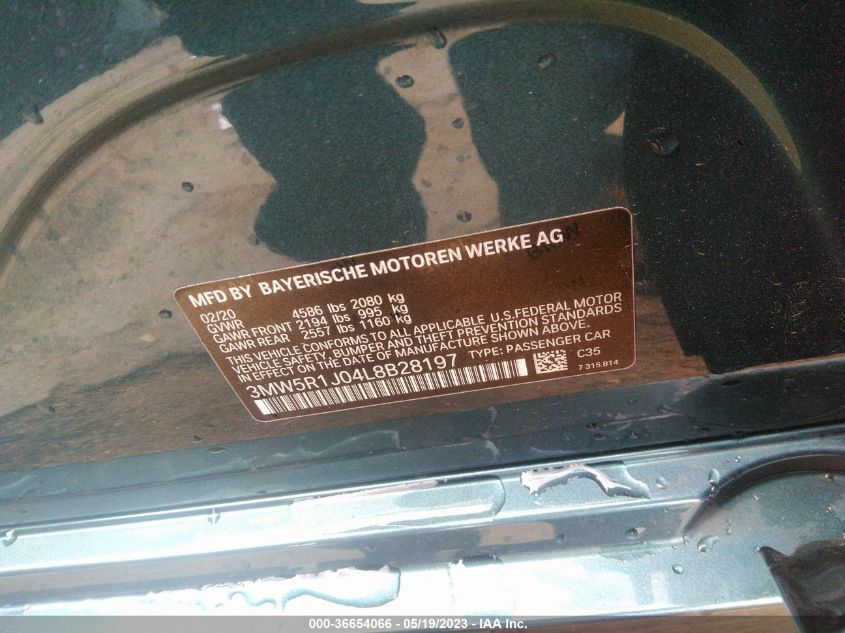 MFD BY BAYERISCHE MOTOREN WERKE AG
02/20
GVWR 4586 lbs 2080 kg
GAWR FRONT 2194 lbs 995 kg
GAWR REAR 2557 lbs 1160 kg
THIS VEHICLE CONFORMS TO ALL APPLICABLE U.S.FEDERAL MOTOR
VEHICLE SAFETY, BUMPER AND THEFT PREVENTION STANDARDS
IN EFFECT ON THE DATE OF MANUFACTURE SHOWN ABOVE.
3MW5R1J04L8B28197 TYPE: PASSENGER CAR
C35
7 315.814
000-36654066 - 05/19/2023 - IAA Inc.